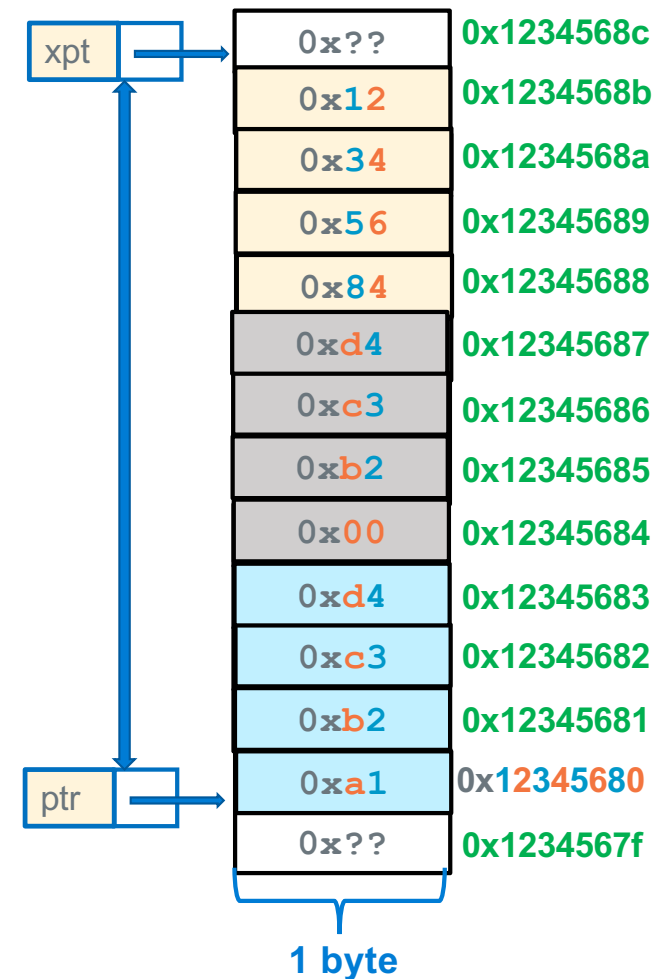 xpt 0x?? 0x1234568c
0x12 0x1234568b
0x34 0x1234568a
0x56 0x12345689
0x84 0x12345688
0xd4 0x12345687
0xc3 0x12345686
0xb2 0x12345685
0x00 0x12345684
0xd4 0x12345683
0xc3 0x12345682
0xb2 0x12345681
ptr 0xa1 0x12345680
0x?? 0x1234567f
1 byte